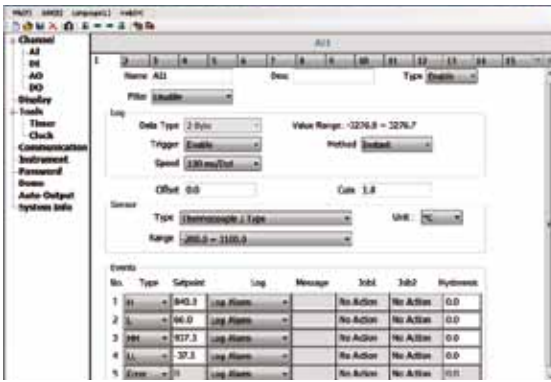 AI1
Channel
AI
DI
AO
DO
Display
Tools
Timer
Clock
Communication
Instrument
Password
Demo
Auto Output
System Info
1 2 3 4 5 6 7 8 9 10 11 12 13 14 15
Name AI1 Desc Type Enable
Filter Disable
Log
Data Type 2 Byte Value Range: -3276.8 ~ 3276.7
Trigger Enable Method Instant
Speed 100 ms/Dot
Offset 0.0 Gain 1.0
Sensor
Type Thermocouple J Type Unit: °C
Range -200.0 ~ 1100.0
Events
No. Type Setpoint Log Message Job1 Job2 Hysteresis
1 H 840.3 Log Alarm No Action No Action 0.0
2 L 66.0 Log Alarm No Action No Action 0.0
3 HH 937.3 Log Alarm No Action No Action 0.0
4 LL -37.3 Log Alarm No Action No Action 0.0
5 Error 0 Log Alarm No Action No Action 0.0